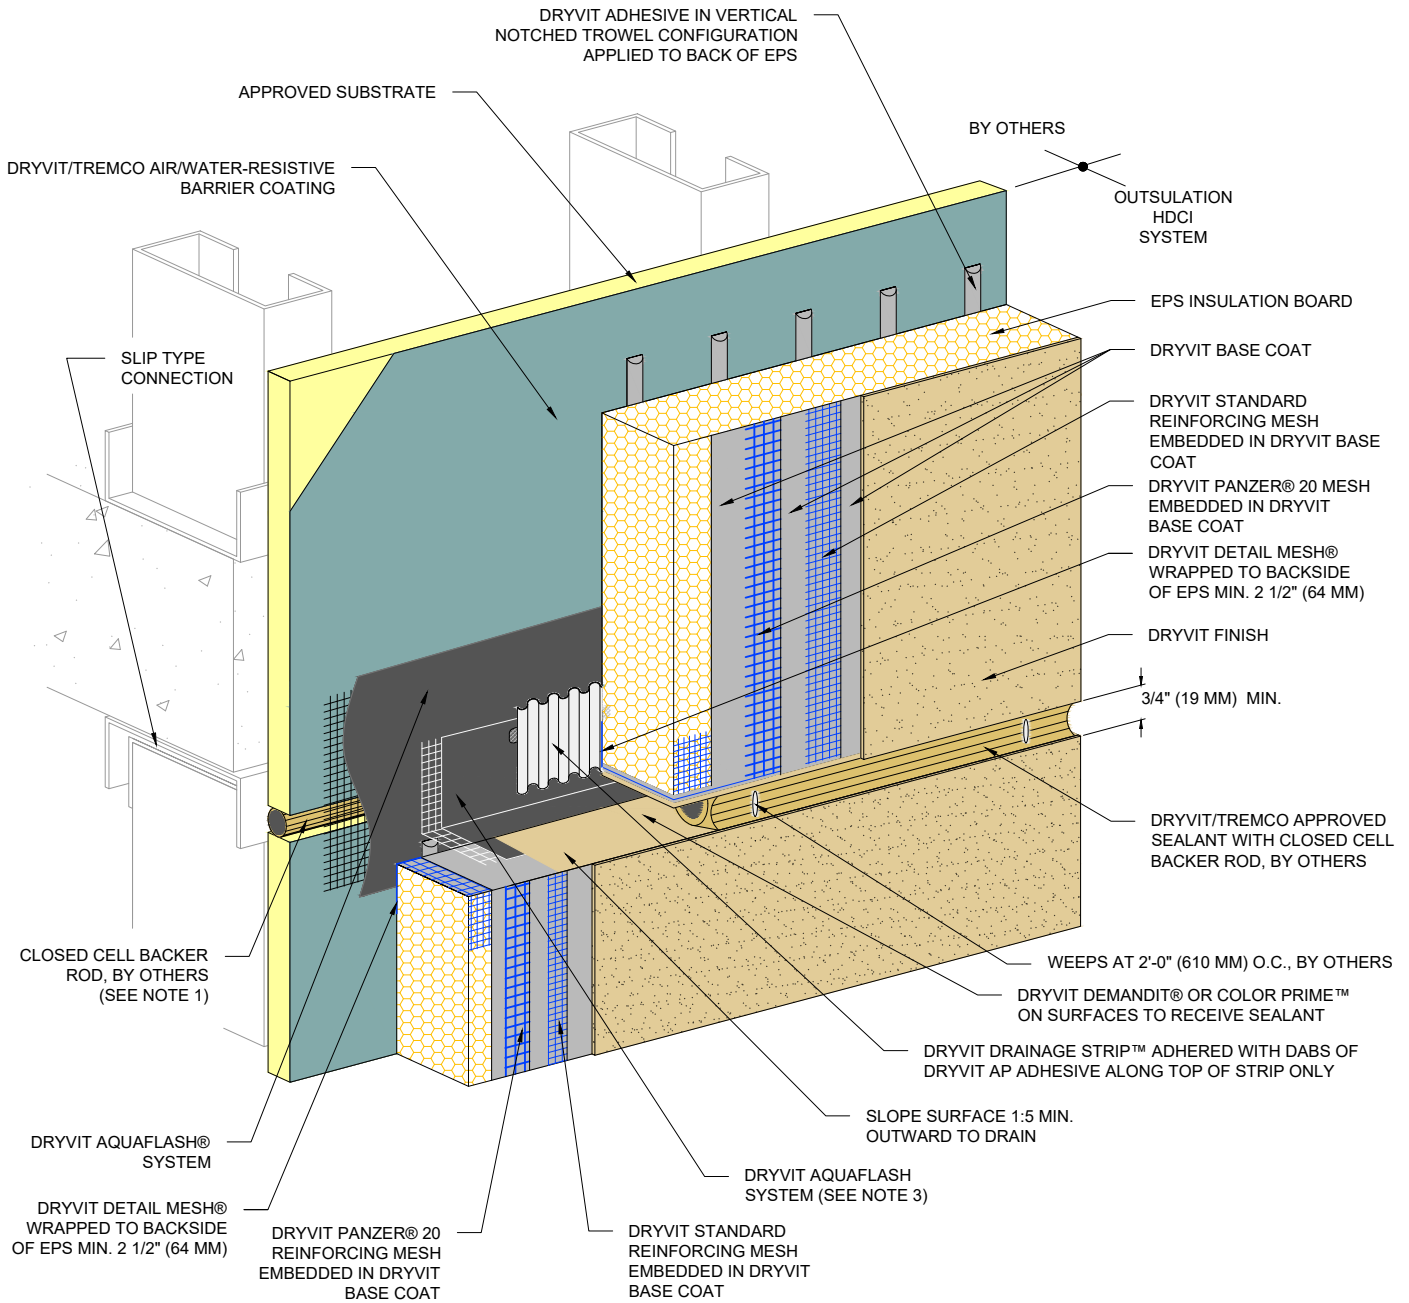 DRYVIT ADHESIVE IN VERTICAL
NOTCHED TROWEL CONFIGURATION
APPLIED TO BACK OF EPS
APPROVED SUBSTRATE
BY OTHERS
DRYVIT/TREMCO AIR/WATER-RESISTIVE
BARRIER COATING
OUTSULATION
HDCI
SYSTEM
EPS INSULATION BOARD
SLIP TYPE
CONNECTION
DRYVIT BASE COAT
DRYVIT STANDARD
REINFORCING MESH
EMBEDDED IN DRYVIT BASE
COAT
DRYVIT PANZER® 20 MESH
EMBEDDED IN DRYVIT
BASE COAT
DRYVIT DETAIL MESH®
WRAPPED TO BACKSIDE
OF EPS MIN. 2 1/2" (64 MM)
DRYVIT FINISH
3/4" (19 MM) MIN.
DRYVIT/TREMCO APPROVED
SEALANT WITH CLOSED CELL
BACKER ROD, BY OTHERS
CLOSED CELL BACKER
ROD, BY OTHERS
(SEE NOTE 1)
WEEPS AT 2'-0" (610 MM) O.C., BY OTHERS
DRYVIT DEMANDIT® OR COLOR PRIME™
ON SURFACES TO RECEIVE SEALANT
DRYVIT DRAINAGE STRIP™ ADHERED WITH DABS OF
DRYVIT AP ADHESIVE ALONG TOP OF STRIP ONLY
SLOPE SURFACE 1:5 MIN.
OUTWARD TO DRAIN
DRYVIT AQUAFLASH®
SYSTEM
DRYVIT AQUAFLASH
SYSTEM (SEE NOTE 3)
DRYVIT DETAIL MESH®
WRAPPED TO BACKSIDE
OF EPS MIN. 2 1/2" (64 MM)
DRYVIT PANZER® 20
REINFORCING MESH
EMBEDDED IN DRYVIT
BASE COAT
DRYVIT STANDARD
REINFORCING MESH
EMBEDDED IN DRYVIT
BASE COAT